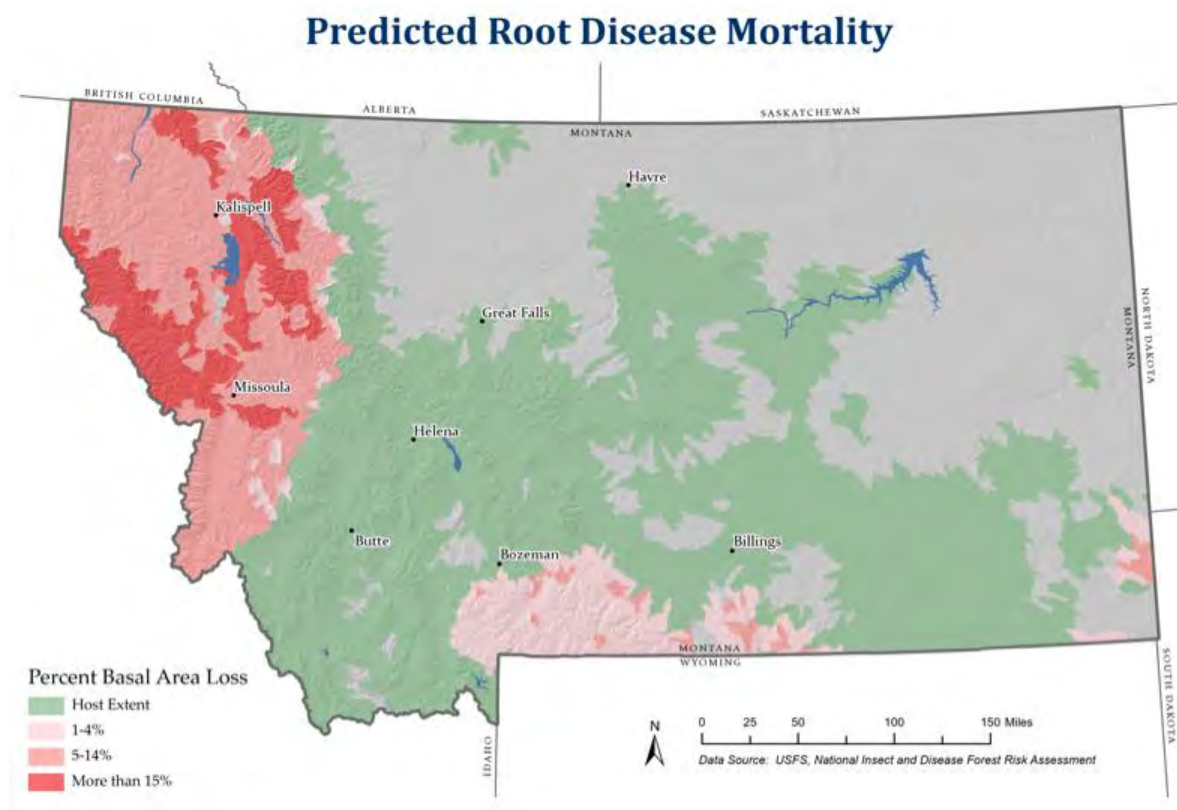 Predicted Root Disease Mortality
BRITISH COLUMBIA
ALBERTA
SASKATCHEWAN
MONTANA
Havre
Kalispell
Great Falls
MONTANA
NORTH DAKOTA
Missoula
Helena
Butte
Bozeman
Billings
MONTANA
WYOMING
SOUTH DAKOTA
IDAHO
Percent Basal Area Loss
Host Extent
1-4%
5-14%
More than 15%
N
0 25 50 100 150 Miles
Data Source: USFS, National Insect and Disease Forest Risk Assessment